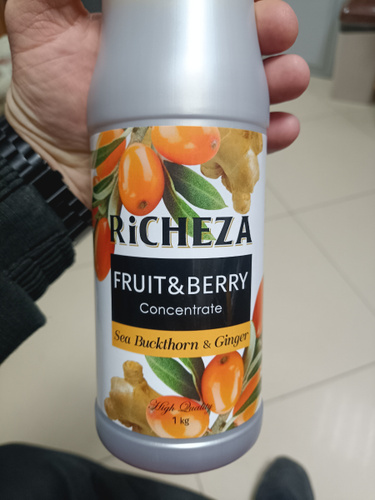 RiCHEZA
FRUIT&BERRY
Concentrate
Sea Buckthorn & Ginger
High Quality
1 kg